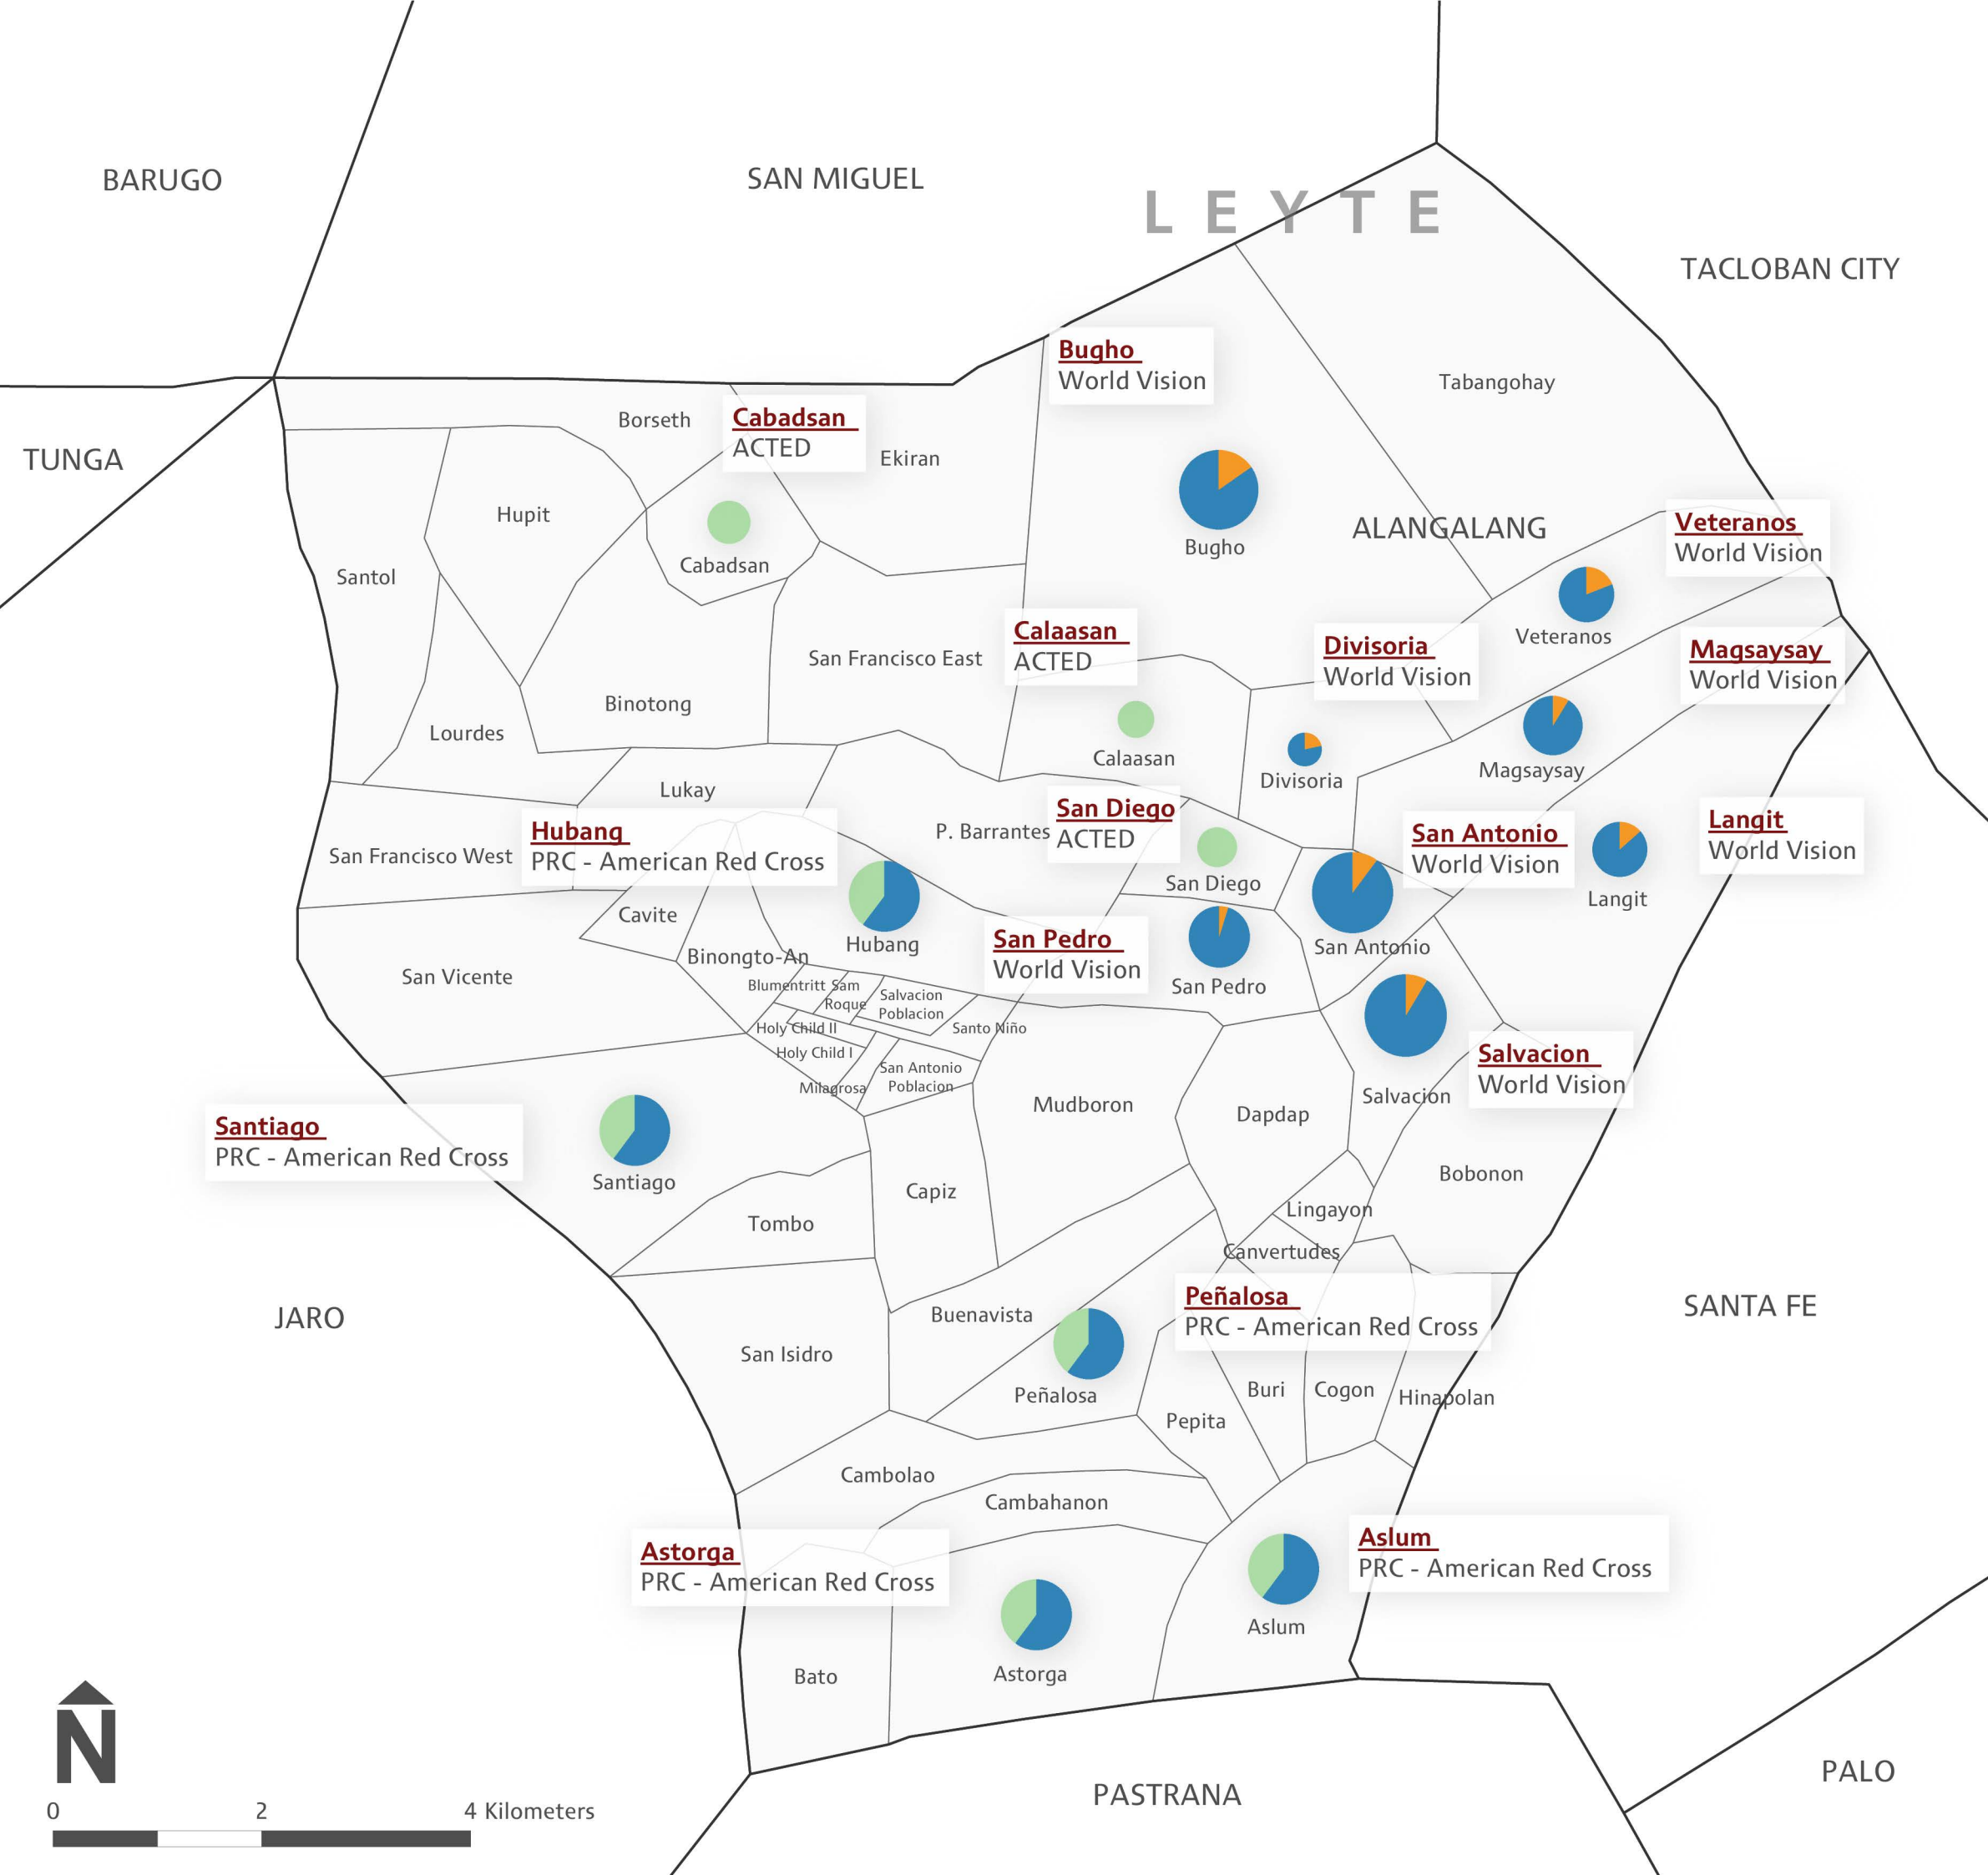 BARUGO
SAN MIGUEL
LEYTE
TACLOBAN CITY
Bugho
World Vision
Tabangohay
Borseth
Cabadsan
ACTED
Ekiran
TUNGA
Hupit
Cabadsan
Bugho
ALANGALANG
Veteranos
World Vision
Santol
Veteranos
Calaasan
ACTED
Divisoria
World Vision
Magsaysay
World Vision
San Francisco East
Binotong
Lourdes
Calaasan
Divisoria
Magsaysay
Lukay
San Diego
ACTED
P. Barrantes
Hubang
PRC - American Red Cross
San Francisco West
San Antonio
World Vision
Langit
World Vision
San Diego
Langit
Cavite
Hubang
San Pedro
World Vision
San Antonio
Binongto-An
San Vicente
San Pedro
Blumentritt
Sam
Roque
Salvacion
Poblacion
Holy Child II
Santo Niño
Holy Child I
San Antonio
Poblacion
Milagrosa
Salvacion
World Vision
Salvacion
Mudboron
Dapdap
Santiago
PRC - American Red Cross
Santiago
Bobonon
Capiz
Lingayon
Tombo
Canvertudes
Peñalosa
PRC - American Red Cross
JARO
SANTA FE
Buenavista
San Isidro
Peñalosa
Buri
Cogon
Hinapolan
Pepita
Cambolao
Cambahanon
Astorga
PRC - American Red Cross
Aslum
PRC - American Red Cross
Aslum
Astorga
Bato
N
PALO
PASTRANA
0 2 4 Kilometers